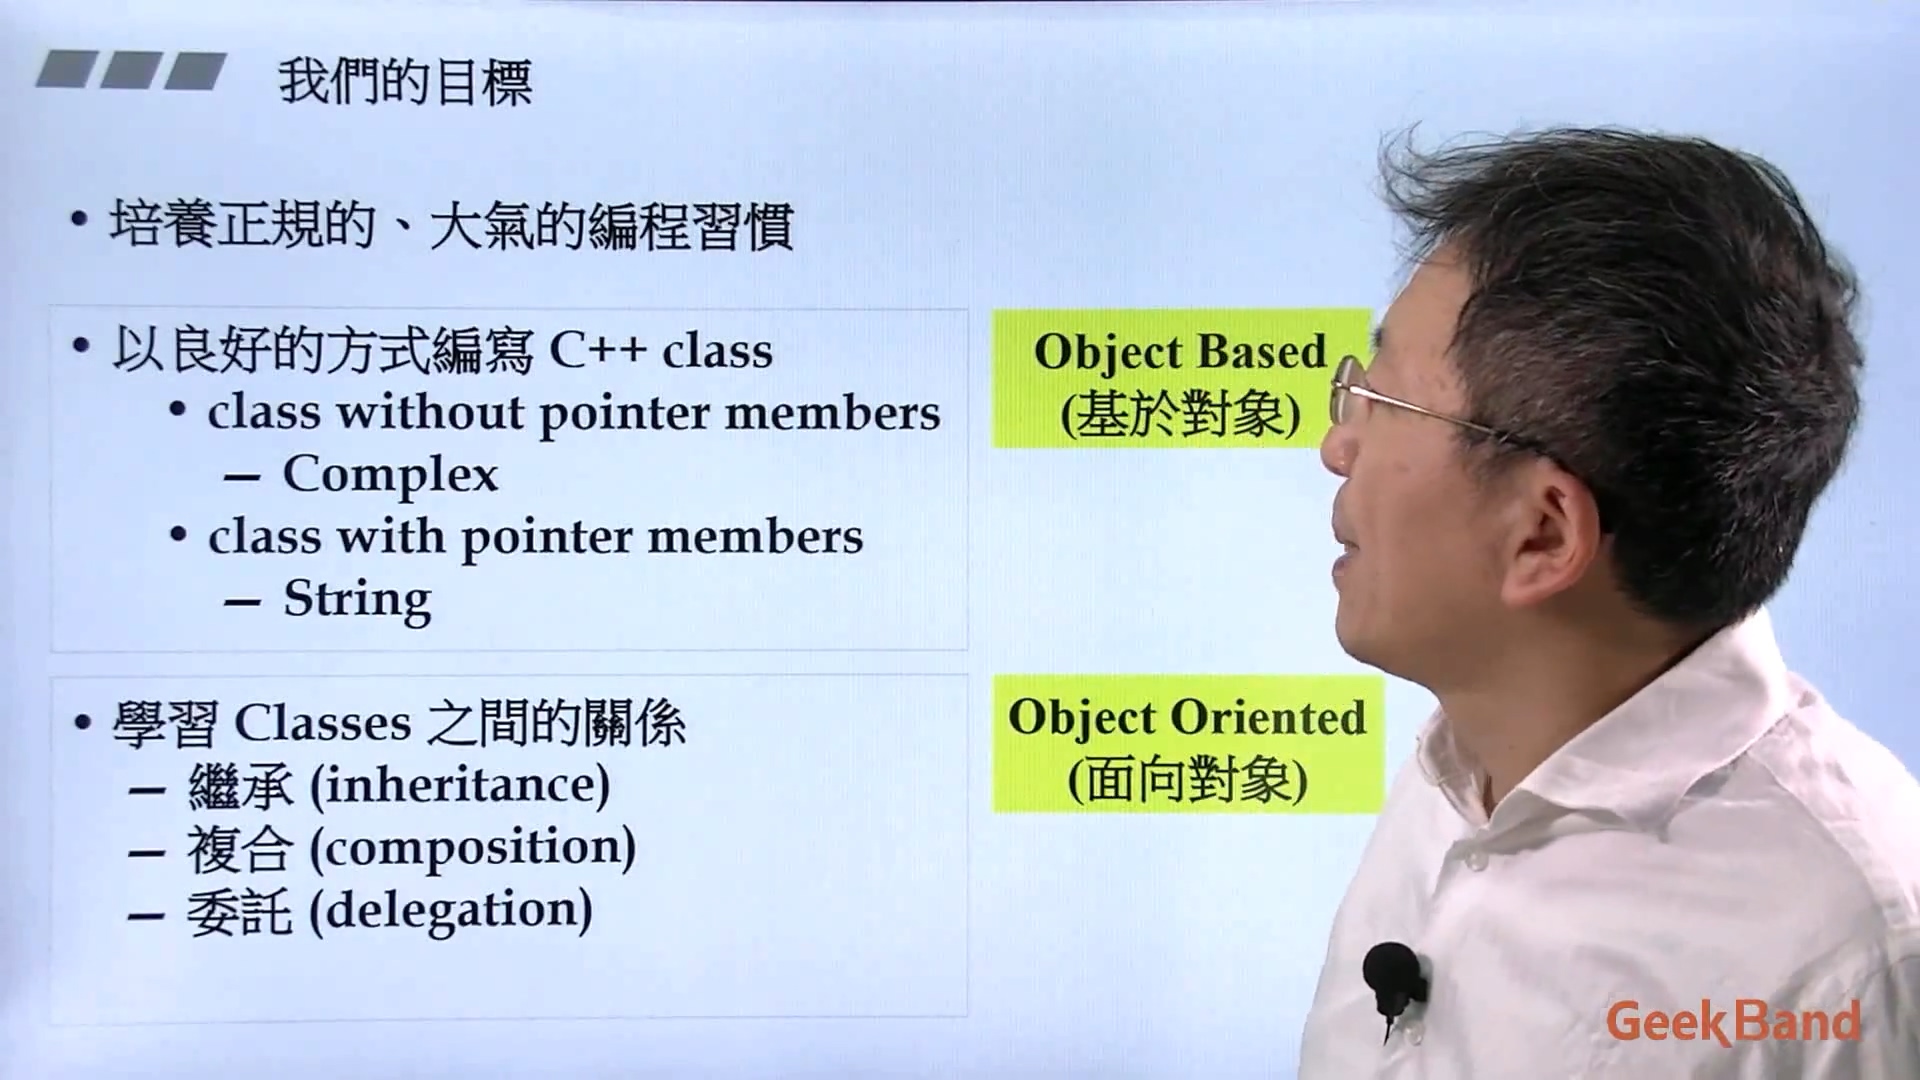 我們的目標
• 培養正規的、大氣的編程習慣
• 以良好的方式編寫 C++ class
• class without pointer members
— Complex
• class with pointer members
— String
Object Based
(基於對象)
• 學習 Classes 之間的關係
— 繼承 (inheritance)
— 複合 (composition)
— 委託 (delegation)
Object Oriented
(面向對象)
GeekBand